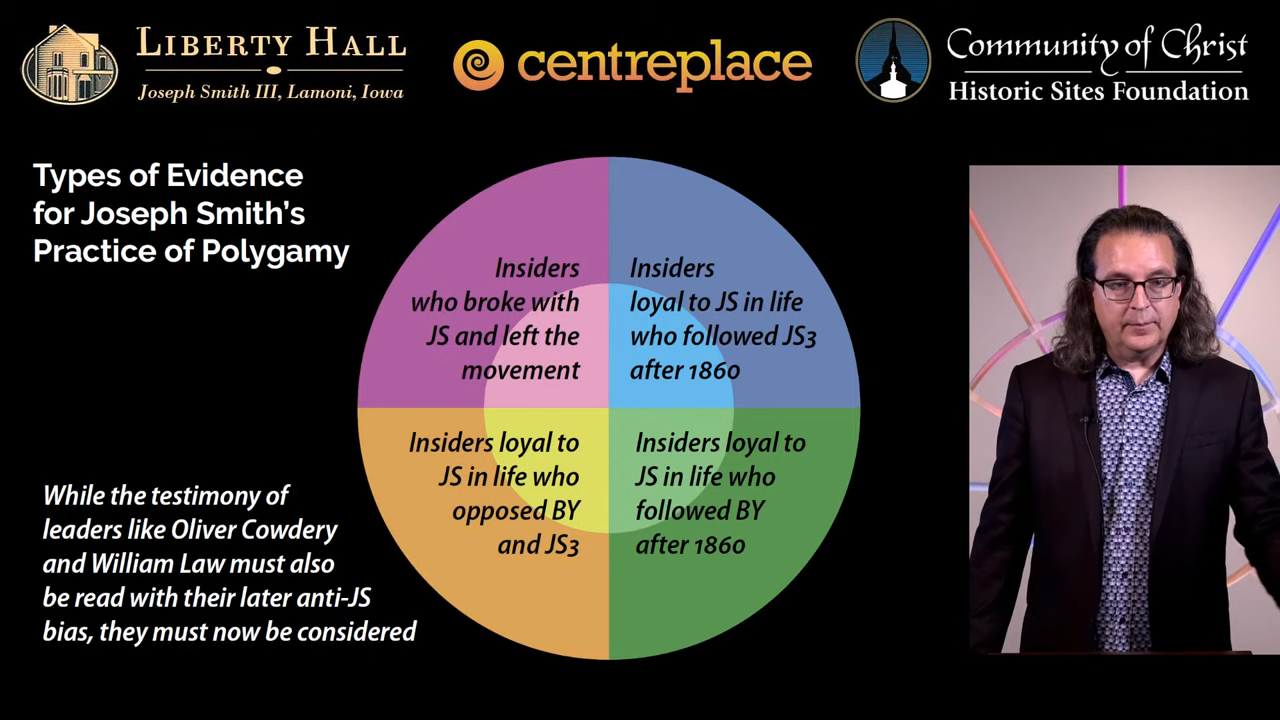 LIBERTY HALL
Joseph Smith III, Lamoni, Iowa
centreplace
Community of Christ
Historic Sites Foundation
Types of Evidence
for Joseph Smith's
Practice of Polygamy
Insiders
who broke with
JS and left the
movement
Insiders
loyal to JS in life
who followed JS3
after 1860
Insiders loyal to
JS in life who
opposed BY
and JS3
Insiders loyal to
JS in life who
followed BY
after 1860
While the testimony of
leaders like Oliver Cowdery
and William Law must also
be read with their later anti-JS
bias, they must now be considered